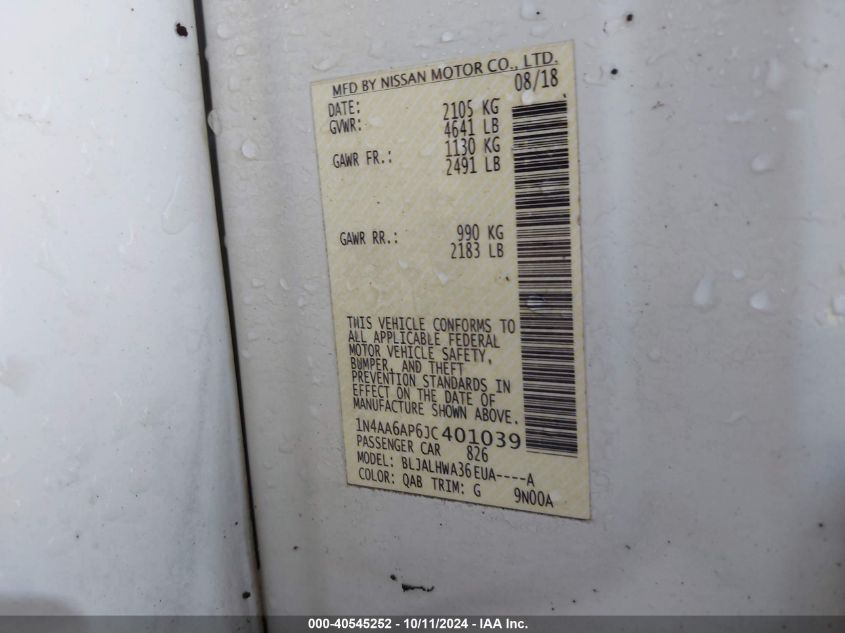 MFD BY NISSAN MOTOR CO., LTD.
DATE: 08/18
GVWR: 2105 KG
4641 LB
GAWR FR.: 1130 KG
2491 LB
GAWR RR.: 990 KG
2183 LB
THIS VEHICLE CONFORMS TO
ALL APPLICABLE FEDERAL
MOTOR VEHICLE SAFETY,
BUMPER, AND THEFT
PREVENTION STANDARDS IN
EFFECT ON THE DATE OF
MANUFACTURE SHOWN ABOVE.
1N4AA6AP6JC401039
PASSENGER CAR 826
MODEL: BLJALHWA36EUA----A
COLOR: QAB TRIM: G 9N00A
000-40545252 - 10/11/2024 - IAA Inc.